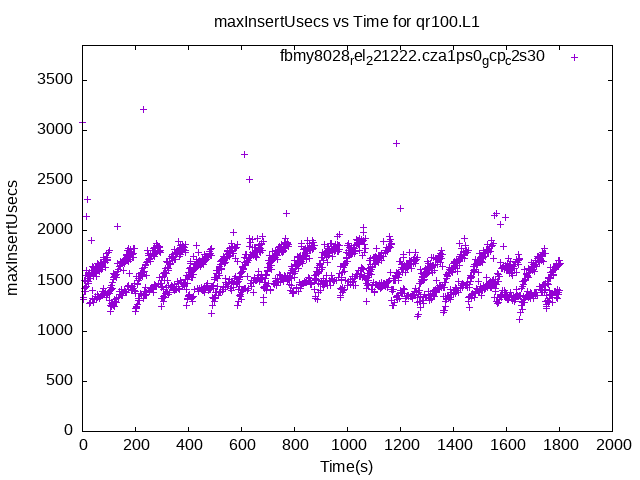 maxInsertUsecs vs Time for qr100.L1
fbmy8028rel221222.cza1ps0gcpc2s30
3500
3000
2500
2000
1500
1000
500
0
maxInsertUsecs
0 200 400 600 800 1000 1200 1400 1600 1800 2000
Time(s)